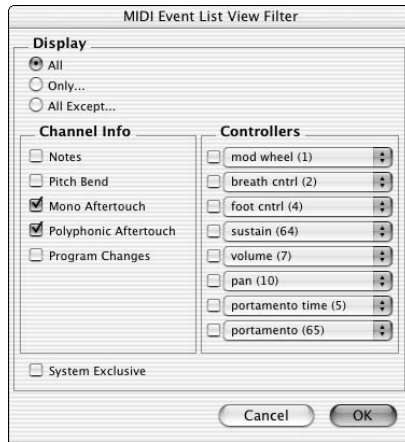 MIDI Event List View Filter
Display
All
Only...
All Except...
Channel Info
Notes
Pitch Bend
Mono Aftertouch
Polyphonic Aftertouch
Program Changes
Controllers
mod wheel (1)
breath cntrl (2)
foot cntrl (4)
sustain (64)
volume (7)
pan (10)
portamento time (5)
portamento (65)
System Exclusive
Cancel
OK